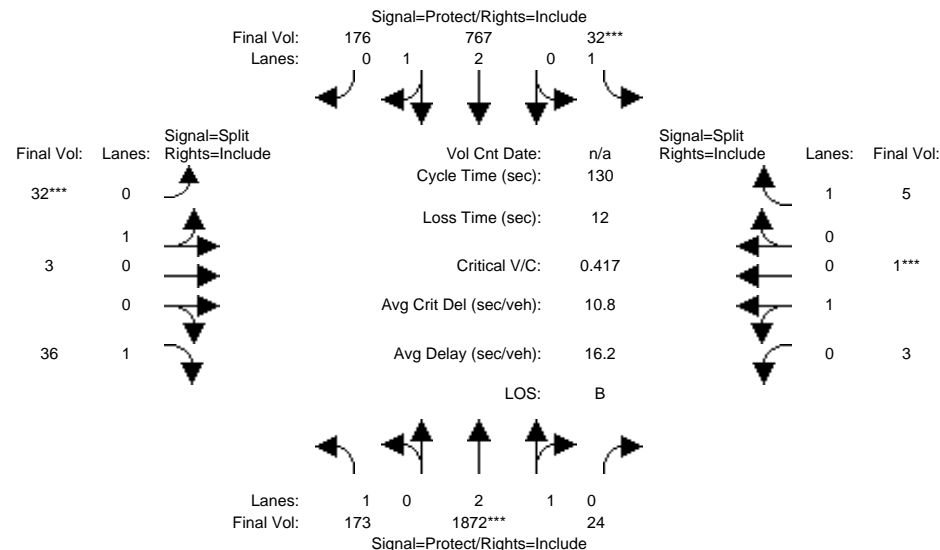 Signal=Protect/Rights=Include
Final Vol: 176 767 32***
Lanes: 0 1 2 0 1
Signal=Split
Final Vol: Lanes: Rights=Include
Vol Cnt Date: n/a
Signal=Split
Rights=Include Lanes: Final Vol:
Cycle Time (sec): 130
32*** 0
1 5
Loss Time (sec): 12
1
0
3 0
Critical V/C: 0.417
0 1***
0
Avg Crit Del (sec/veh): 10.8
1
36 1
Avg Delay (sec/veh): 16.2
0 3
LOS: B
Lanes: 1 0 2 1 0
Final Vol: 173 1872*** 24
Signal=Protect/Rights=Include